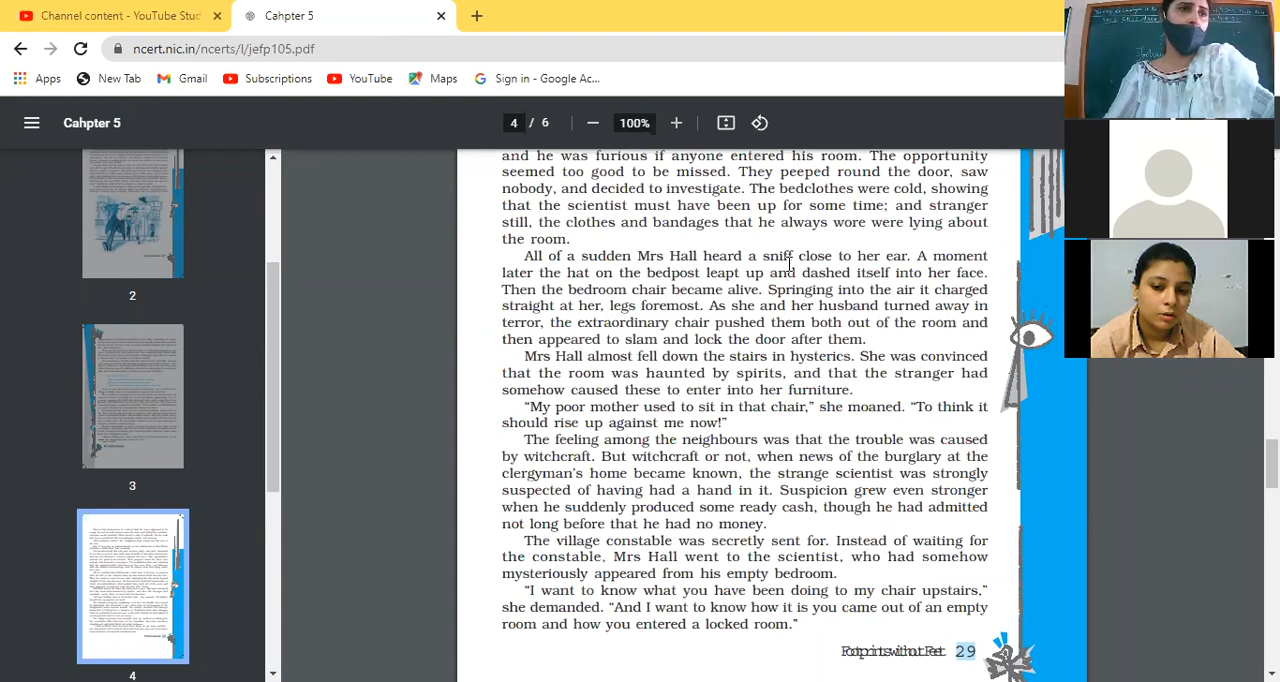 Channel content - YouTube Stud
Cahpter 5
ncert.nic.in/ncerts/l/jefp105.pdf
Apps
New Tab
Gmail
Subscriptions
YouTube
Maps
Sign in - Google Ac...
Cahpter 5
4 / 6
100%
and he was furious if anyone entered his room. The opportunity
seemed too good to be missed. They peeped round the door, saw
nobody, and decided to investigate. The bedclothes were cold, showing
that the scientist must have been up for some time; and stranger
still, the clothes and bandages that he always wore were lying about
the room.
All of a sudden Mrs Hall heard a sniff close to her ear. A moment
later the hat on the bedpost leapt up and dashed itself into her face.
Then the bedroom chair became alive. Springing into the air it charged
straight at her, legs foremost. As she and her husband turned away in
terror, the extraordinary chair pushed them both out of the room and
then appeared to slam and lock the door after them.
Mrs Hall almost fell down the stairs in hysterics. She was convinced
that the room was haunted by spirits, and that the stranger had
somehow caused these to enter into her furniture.
“My poor mother used to sit in that chair,” she moaned. “To think it
should rise up against me now!”
The feeling among the neighbours was that the trouble was caused
by witchcraft. But witchcraft or not, when news of the burglary at the
clergyman's home became known, the strange scientist was strongly
suspected of having had a hand in it. Suspicion grew even stronger
when he suddenly produced some ready cash, though he had admitted
not long before that he had no money.
The village constable was secretly sent for. Instead of waiting for
the constable, Mrs Hall went to the scientist, who had somehow
mysteriously appeared from his empty bedroom.
“I want to know what you have been doing to my chair upstairs,”
she demanded. “And I want to know how it is you came out of an empty
room and how you entered a locked room.”
29
2
3
4